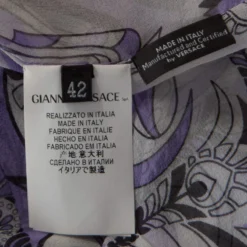 MADE IN ITALY
Manufactured and Certified
by VERSACE
42
GIANNI VERSACE
REALIZZATO IN ITALIA
MADE IN ITALY
FABRIQUE EN ITALIE
HECHO EN ITALIA
FABRICADO EM ITALIA
产地意大利
СДЕЛАНО В ИТАЛИИ
イタリアで製造